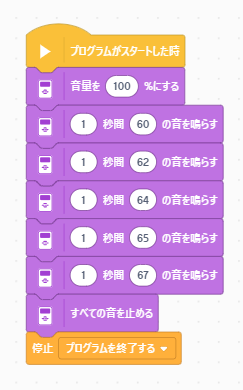 プログラムがスタートした時
音量を 100 %にする
1 秒間 60 の音を鳴らす
1 秒間 62 の音を鳴らす
1 秒間 64 の音を鳴らす
1 秒間 65 の音を鳴らす
1 秒間 67 の音を鳴らす
すべての音を止める
停止 プログラムを終了する